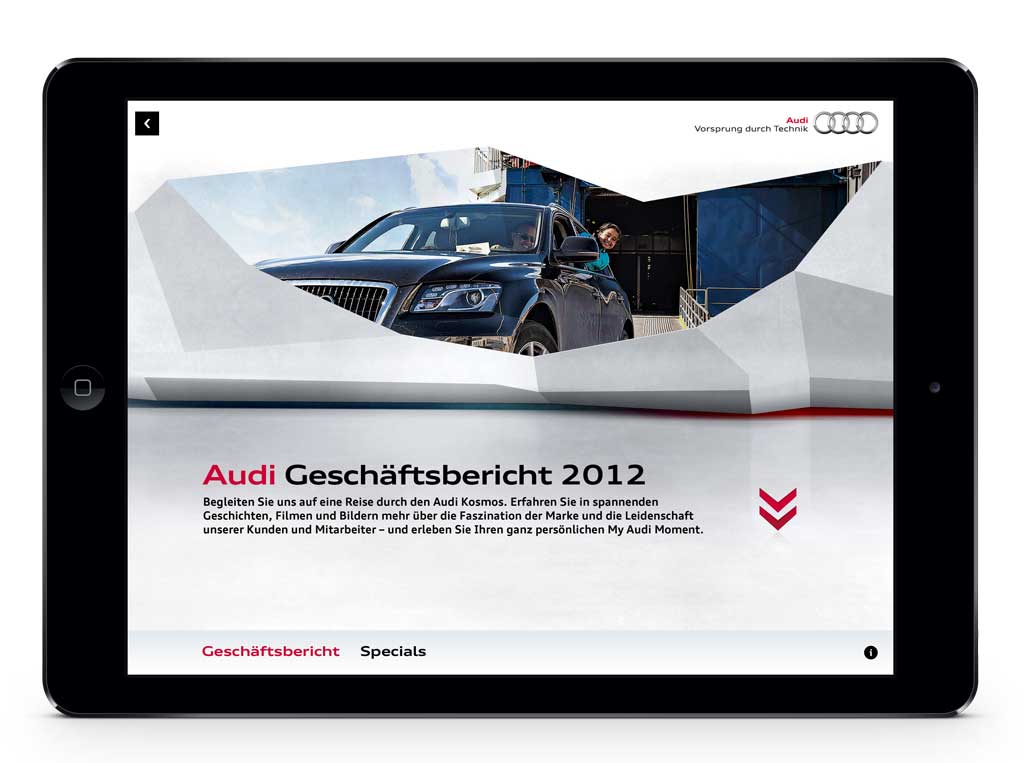 Audi
Vorsprung durch Technik
Audi Geschäftsbericht 2012
Begleiten Sie uns auf eine Reise durch den Audi Kosmos. Erfahren Sie in spannenden
Geschichten, Filmen und Bildern mehr über die Faszination der Marke und die Leidenschaft
unserer Kunden und Mitarbeiter – und erleben Sie Ihren ganz persönlichen My Audi Moment.
Geschäftsbericht Specials
i